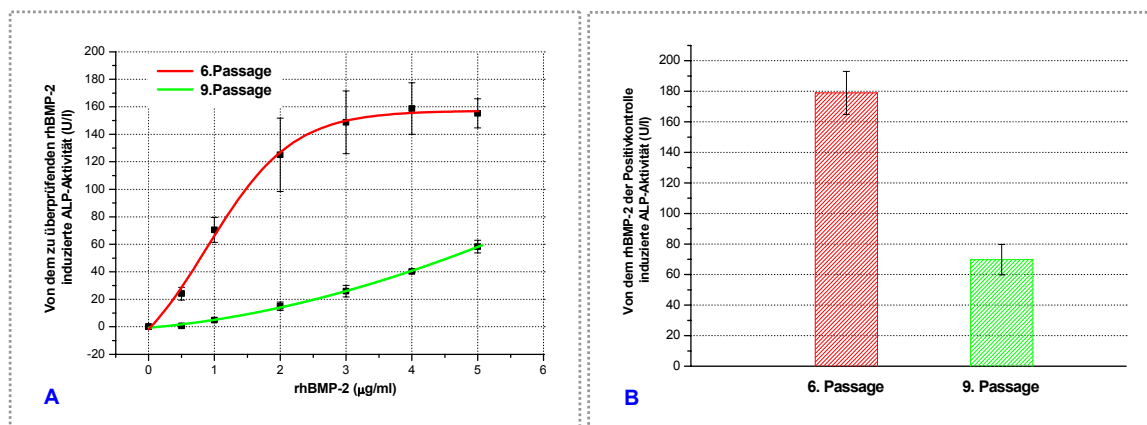 Von dem zu überprüfenden rhBMP-2
induzierte ALP-Aktivität (U/l)
200
180
160
140
120
100
80
60
40
20
0
-20
6.Passage
9.Passage
0 1 2 3 4 5 6
rhBMP-2 (µg/ml)
A
Von dem rhBMP-2 der Positivkontrolle
induzierte ALP-Aktivität (U/l)
200
180
160
140
120
100
80
60
40
20
0
6. Passage 9. Passage
B